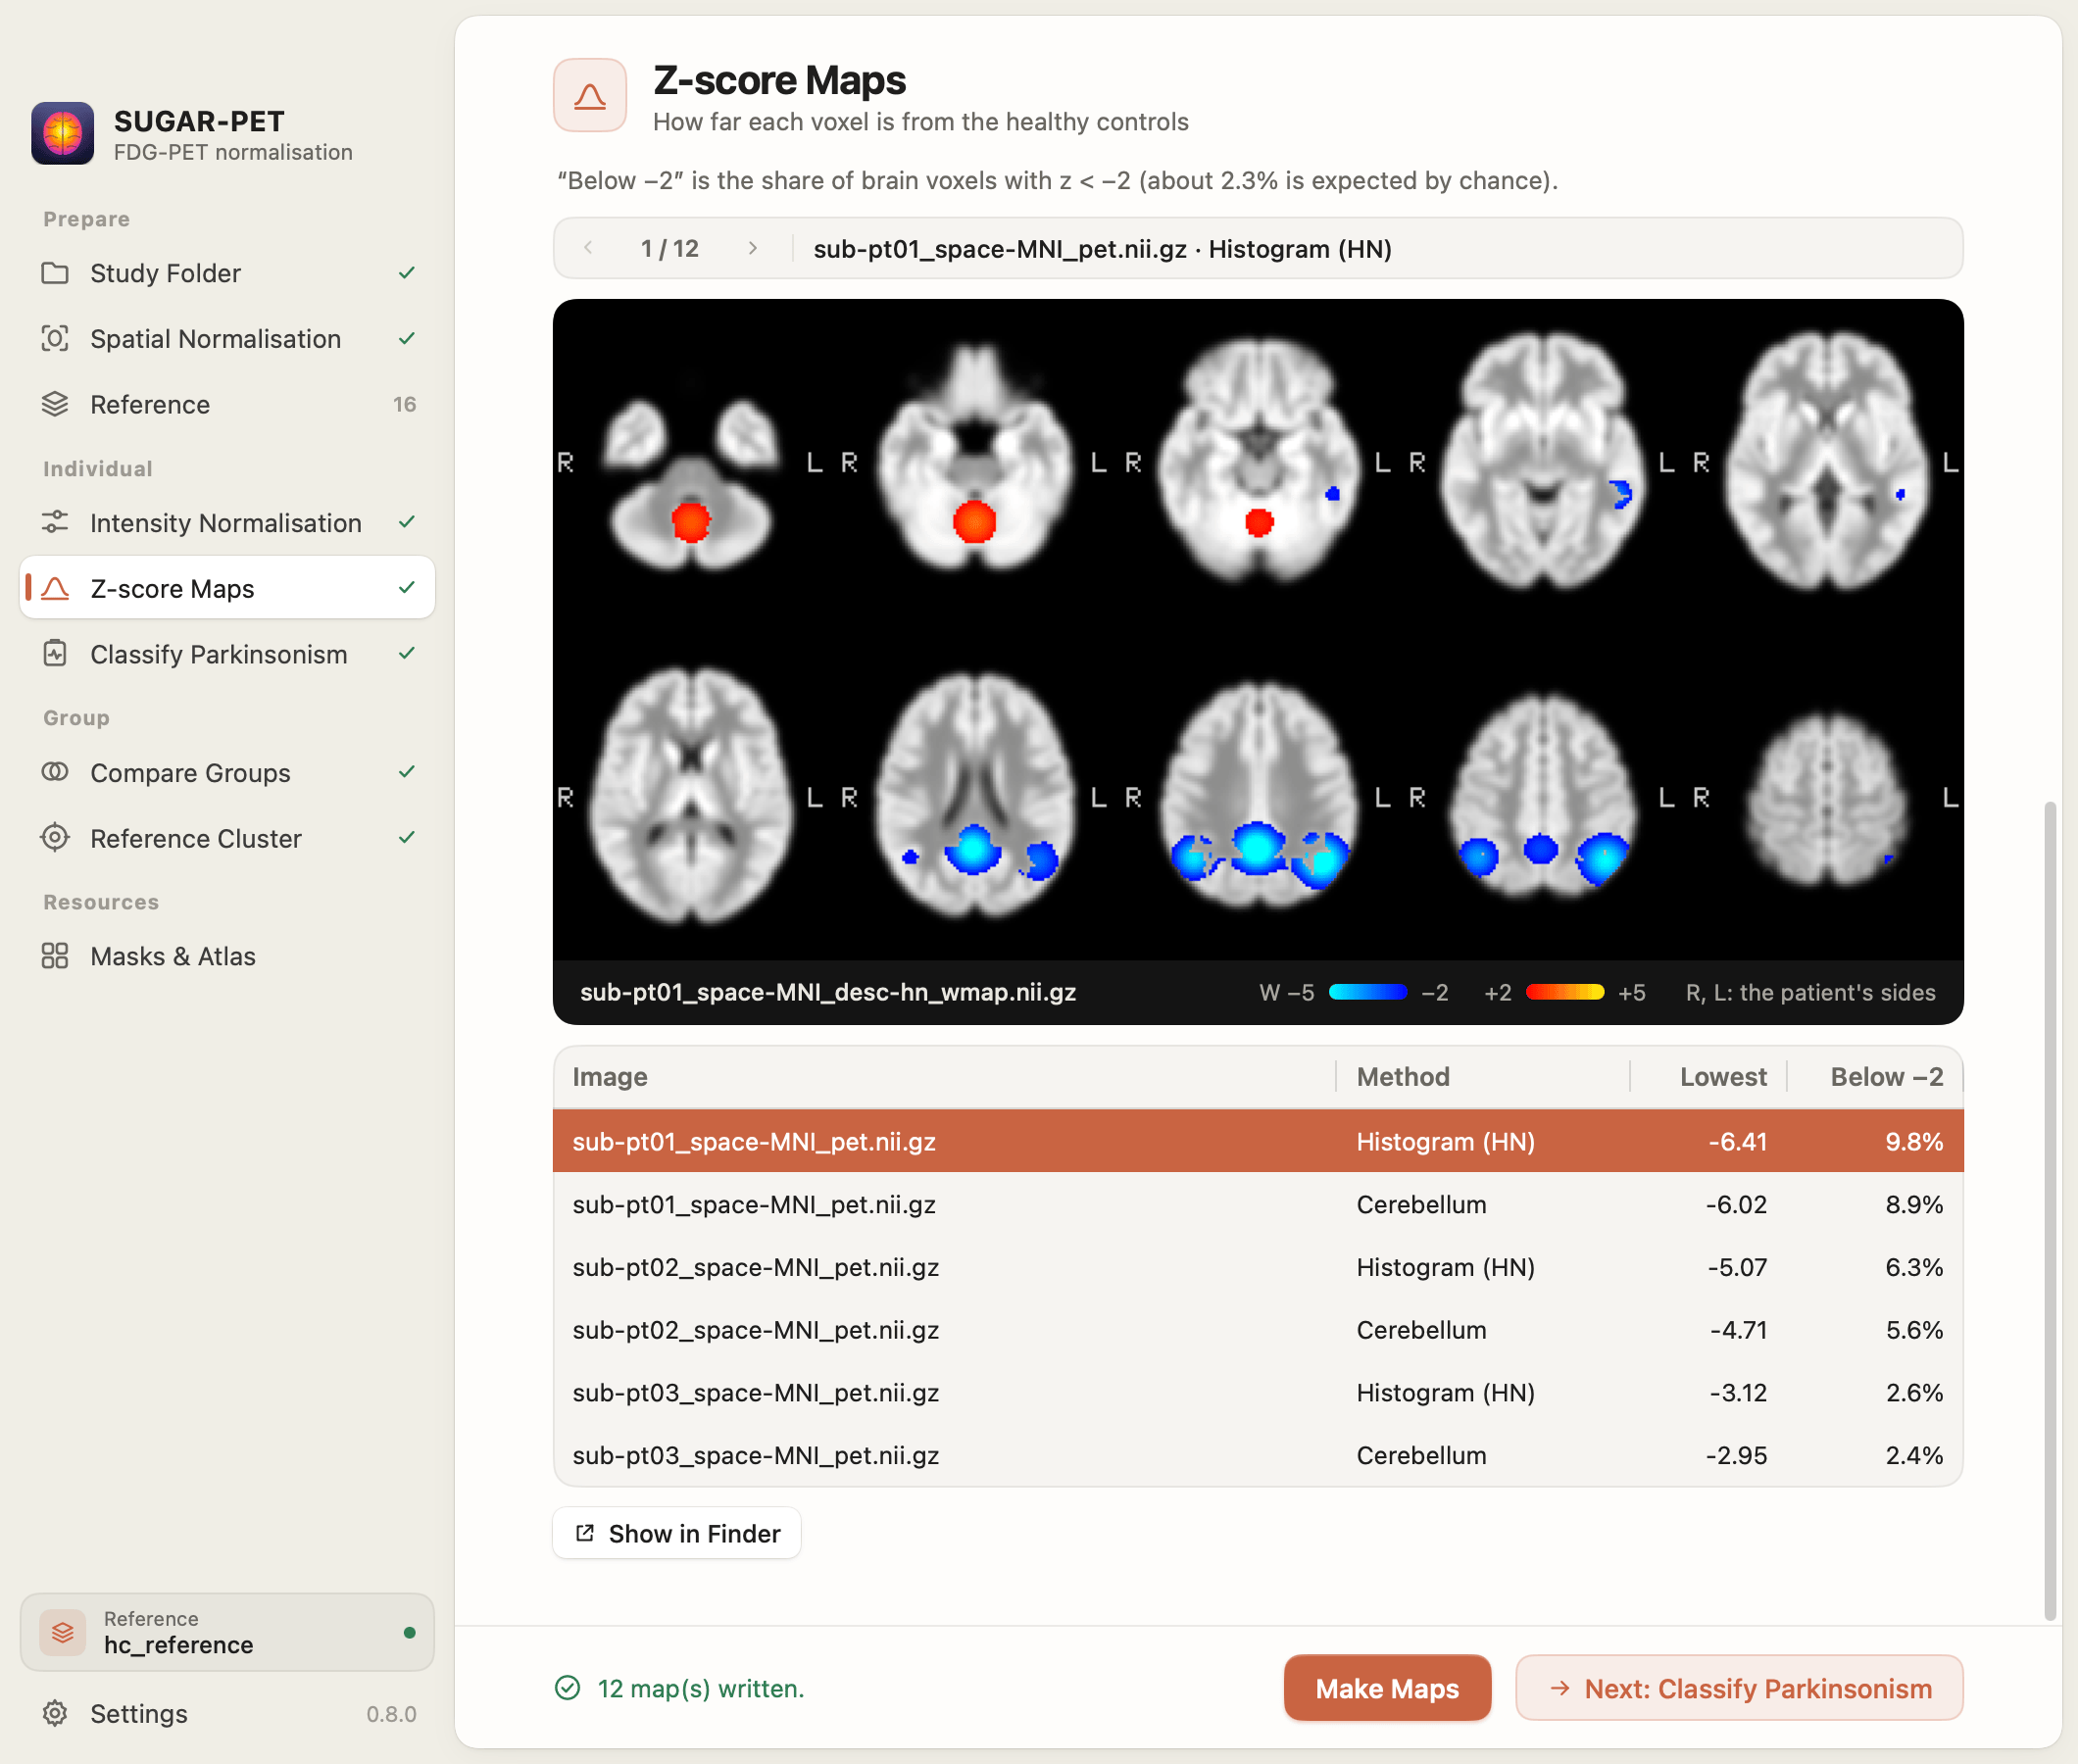 SUGAR-PET
FDG-PET normalisation
Prepare
Study Folder
Spatial Normalisation
Reference 16
Individual
Intensity Normalisation
Z-score Maps
Classify Parkinsonism
Group
Compare Groups
Reference Cluster
Resources
Masks & Atlas
Reference
hc_reference
Settings 0.8.0
Z-score Maps
How far each voxel is from the healthy controls
“Below −2” is the share of brain voxels with z < −2 (about 2.3% is expected by chance).
1 / 12 sub-pt01_space-MNI_pet.nii.gz · Histogram (HN)
R L R L R L R L R L
R L R L R L R L R L
sub-pt01_space-MNI_desc-hn_wmap.nii.gz W −5 −2 +2 +5 R, L: the patient's sides
Image Method Lowest Below −2
sub-pt01_space-MNI_pet.nii.gz Histogram (HN) -6.41 9.8%
sub-pt01_space-MNI_pet.nii.gz Cerebellum -6.02 8.9%
sub-pt02_space-MNI_pet.nii.gz Histogram (HN) -5.07 6.3%
sub-pt02_space-MNI_pet.nii.gz Cerebellum -4.71 5.6%
sub-pt03_space-MNI_pet.nii.gz Histogram (HN) -3.12 2.6%
sub-pt03_space-MNI_pet.nii.gz Cerebellum -2.95 2.4%
Show in Finder
12 map(s) written. Make Maps → Next: Classify Parkinsonism